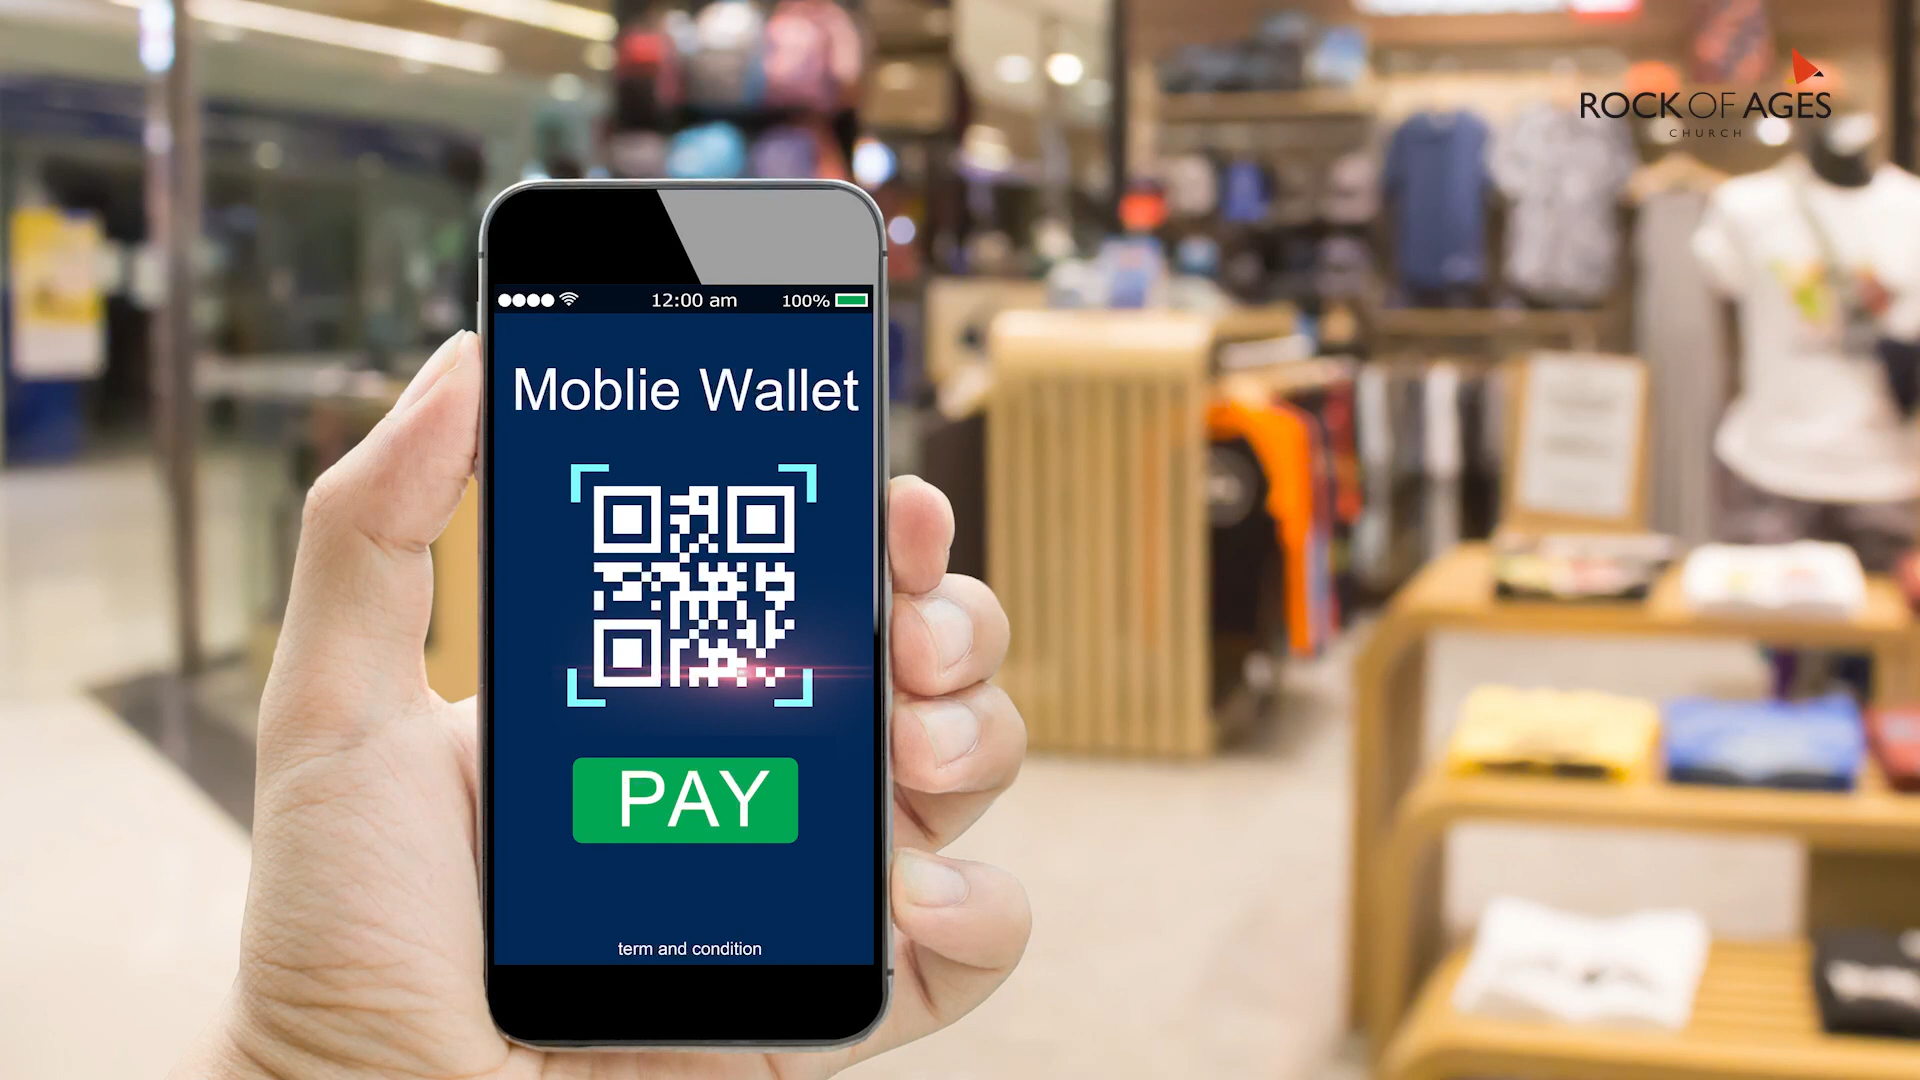 ROCK OF AGES
CHURCH
12:00 am 100%
Moblie Wallet
PAY
term and condition